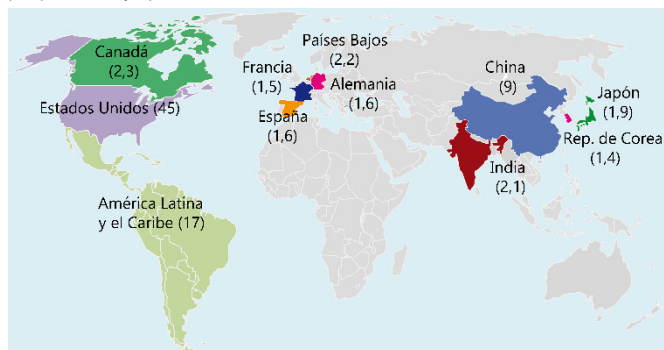 Canadá
(2,3)
Estados Unidos (45)
América Latina
y el Caribe (17)
Países Bajos
(2,2)
Francia
(1,5)
Alemania
(1,6)
España
(1,6)
China
(9)
Japón
(1,9)
Rep. de Corea
(1,4)
India
(2,1)